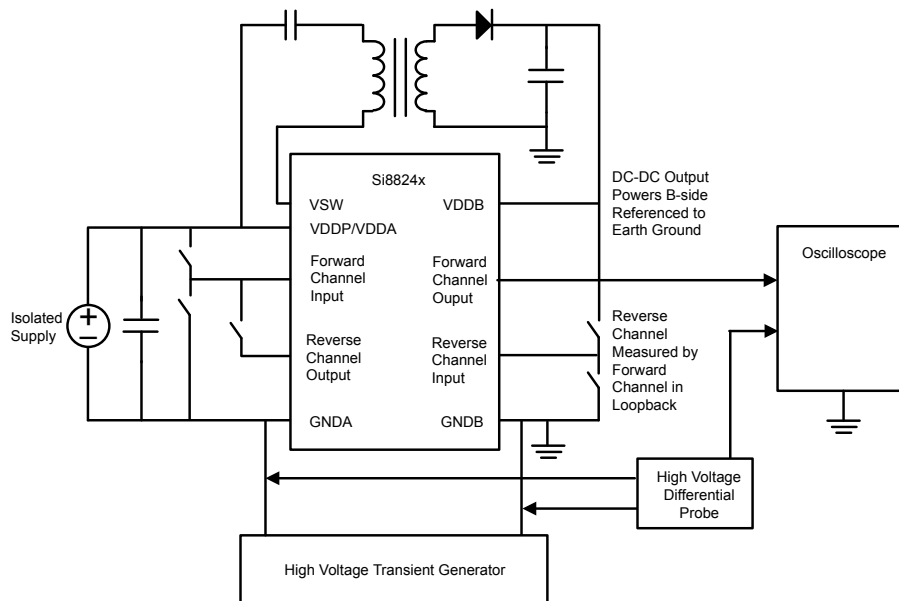 Si8824x
VSW
VDDB
VDDP/VDDA
Forward
Channel
Input
Forward
Channel
Ouput
Reverse
Channel
Output
Reverse
Channel
Input
GNDA
GNDB
Isolated
Supply
+
−
DC-DC Output
Powers B-side
Referenced to
Earth Ground
Oscilloscope
Reverse
Channel
Measured by
Forward
Channel in
Loopback
High Voltage
Differential
Probe
High Voltage Transient Generator